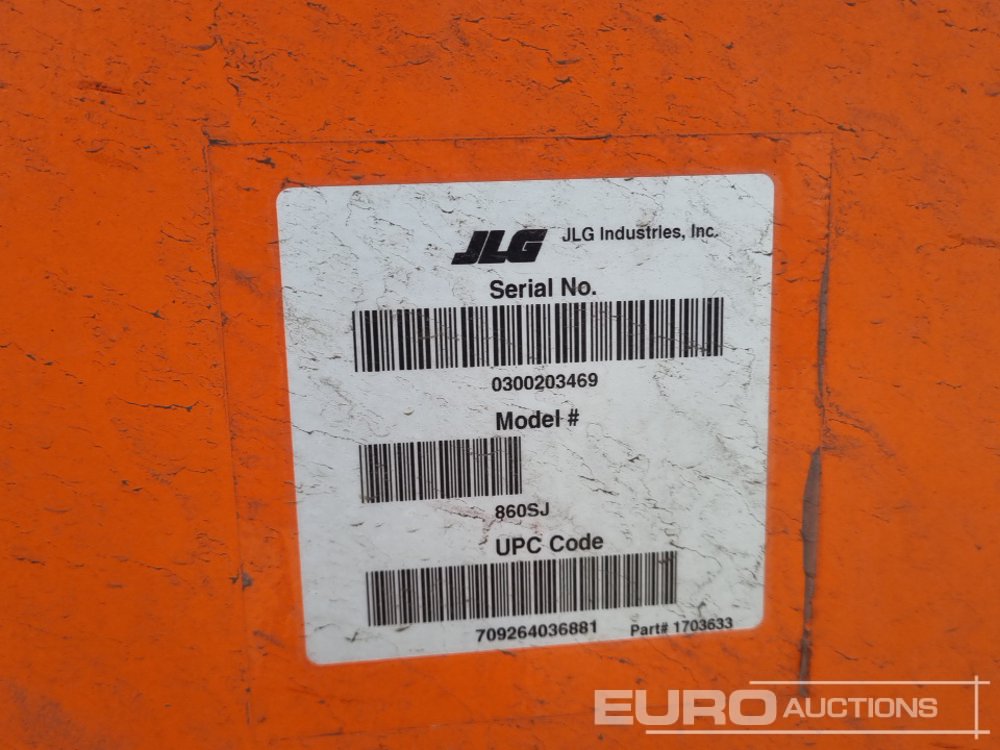 JLG JLG Industries, Inc.
Serial No.
0300203469
Model #
860SJ
UPC Code
709264036881 Part# 1703633
EURO AUCTIONS